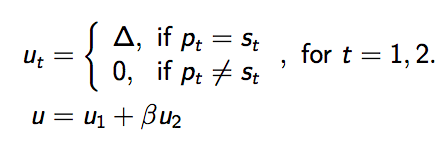 u_t = { Δ, if p_t = s_t
0, if p_t ≠ s_t , for t = 1, 2.
u = u_1 + βu_2